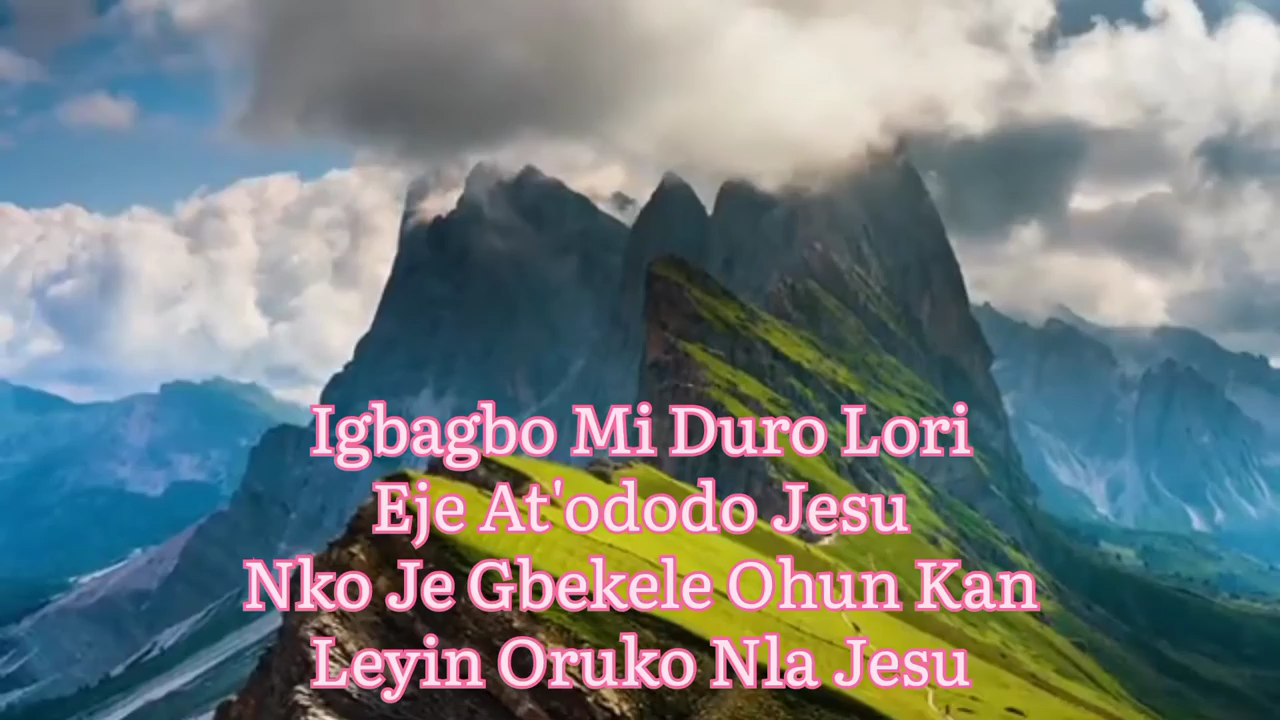 Igbagbo Mi Duro Lori
Eje At'ododo Jesu
Nko Je Gbekele Ohun Kan
Leyin Oruko Nla Jesu